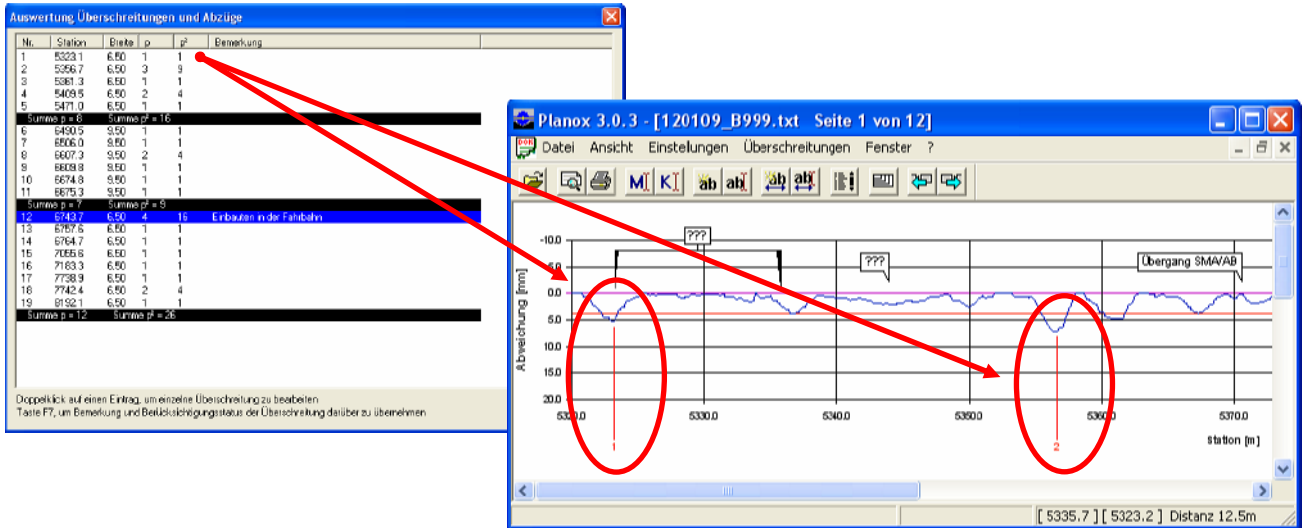 Auswertung Überschreitungen und Abzüge
Nr. Station Breite p p² Bemerkung
1 5323.1 6.50 1 1
2 5356.7 6.50 3 9
3 5361.3 6.50 1 1
4 5409.5 6.50 2 4
5 5471.0 6.50 1 1
Summe p = 8 Summe p² = 16
6 6490.5 9.50 1 1
7 6506.0 9.50 1 1
8 6607.3 9.50 2 4
9 6609.8 9.50 1 1
10 6674.8 9.50 1 1
11 6675.3 9.50 1 1
Summe p = 7 Summe p² = 9
12 6743.7 6.50 4 16 Einbauten in der Fahrbahn
13 6757.6 6.50 1 1
14 6764.7 6.50 1 1
15 7055.6 6.50 1 1
16 7183.3 6.50 1 1
17 7738.9 6.50 1 1
18 7742.4 6.50 2 4
19 8192.1 6.50 1 1
Summe p = 12 Summe p² = 26
Doppelklick auf einen Eintrag, um einzelne Überschreitung zu bearbeiten
Taste F7, um Bemerkung und Berücksichtigungsstatus der Überschreitung darüber zu übernehmen
Planox 3.0.3 - [120109_B999.txt Seite 1 von 12]
Datei Ansicht Einstellungen Überschreitungen Fenster ?
M K ab ab ab ab
???
???
Übergang SMA/AB
Abweichung [mm]
-10.0
5.0
0.0
5.0
10.0
15.0
20.0
5320.0 5330.0 5340.0 5350.0 5360.0 5370.0
Station [m]
1 2
[ 5335.7 ] [ 5323.2 ] Distanz 12.5m